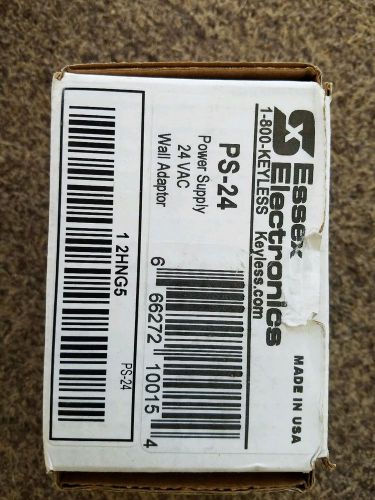 Essex
Electronics
1-800-KEYLESS Keyless.com
MADE IN USA
PS-24
Power Supply
24 VAC
Wall Adaptor
6 66272 10015 4
1 2HNG5
PS-24